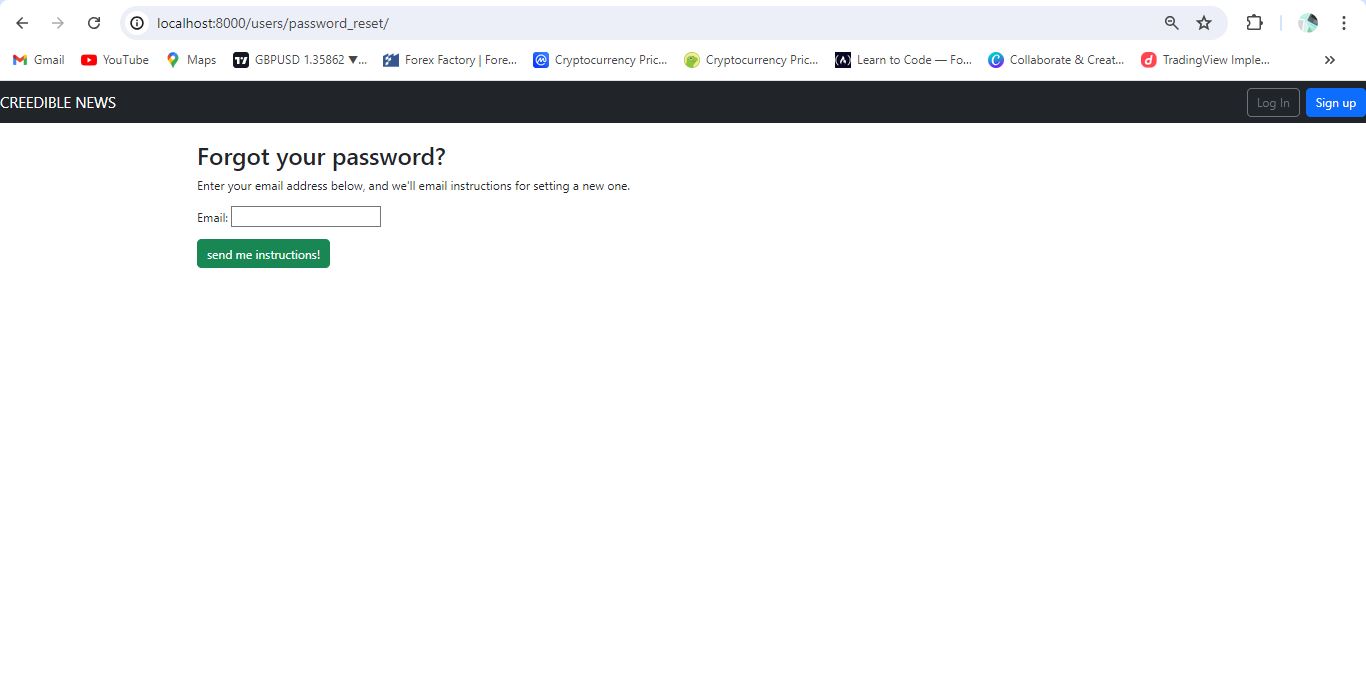 localhost:8000/users/password_reset/
Gmail YouTube Maps GBPUSD 1.35862 ▼... Forex Factory | Fore... Cryptocurrency Pric... Cryptocurrency Pric... Learn to Code — Fo... Collaborate & Creat... TradingView Imple... »
CREEDIBLE NEWS Log In Sign up
Forgot your password?
Enter your email address below, and we'll email instructions for setting a new one.
Email:
send me instructions!